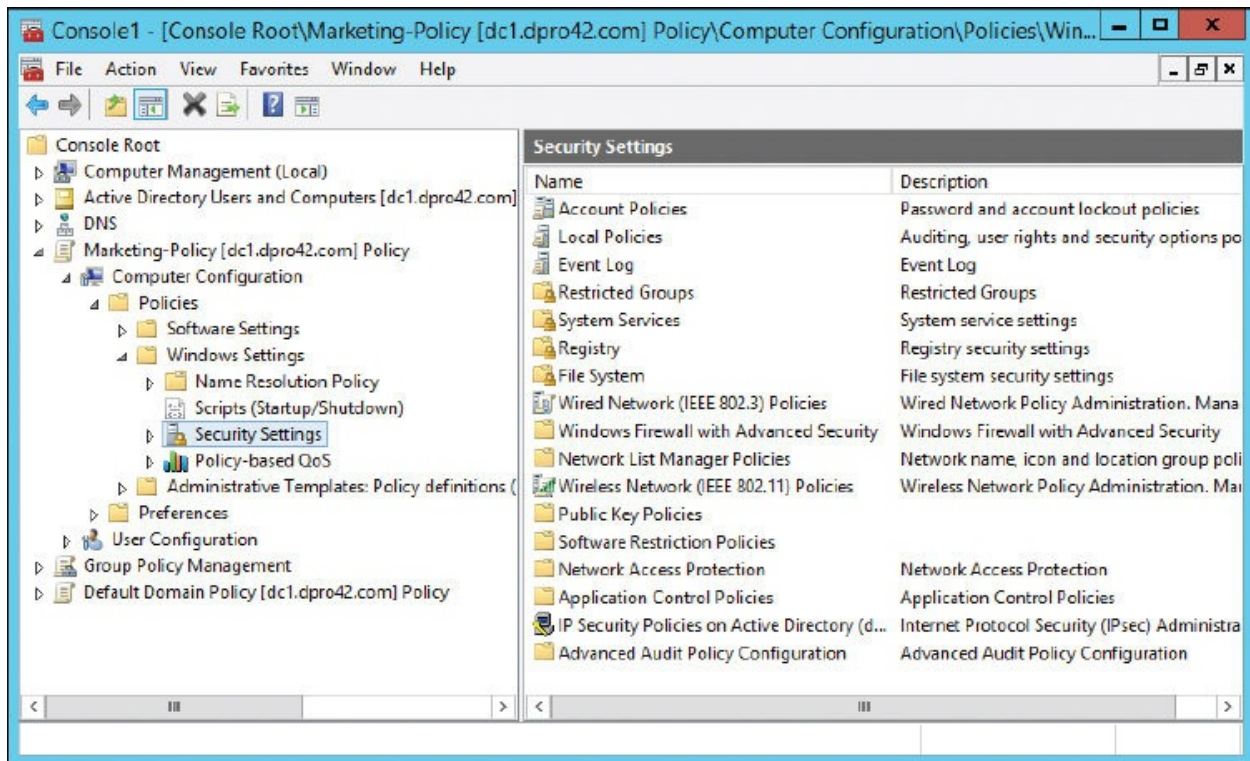 Console1 - [Console Root\Marketing-Policy [dc1.dpro42.com] Policy\Computer Configuration\Policies\Win...
File Action View Favorites Window Help
Console Root
Computer Management (Local)
Active Directory Users and Computers [dc1.dpro42.com]
DNS
Marketing-Policy [dc1.dpro42.com] Policy
Computer Configuration
Policies
Software Settings
Windows Settings
Name Resolution Policy
Scripts (Startup/Shutdown)
Security Settings
Policy-based QoS
Administrative Templates: Policy definitions (
Preferences
User Configuration
Group Policy Management
Default Domain Policy [dc1.dpro42.com] Policy
Security Settings
Name Description
Account Policies Password and account lockout policies
Local Policies Auditing, user rights and security options po
Event Log Event Log
Restricted Groups Restricted Groups
System Services System service settings
Registry Registry security settings
File System File system security settings
Wired Network (IEEE 802.3) Policies Wired Network Policy Administration. Mana
Windows Firewall with Advanced Security Windows Firewall with Advanced Security
Network List Manager Policies Network name, icon and location group poli
Wireless Network (IEEE 802.11) Policies Wireless Network Policy Administration. Mai
Public Key Policies
Software Restriction Policies
Network Access Protection Network Access Protection
Application Control Policies Application Control Policies
IP Security Policies on Active Directory (d... Internet Protocol Security (IPsec) Administra
Advanced Audit Policy Configuration Advanced Audit Policy Configuration